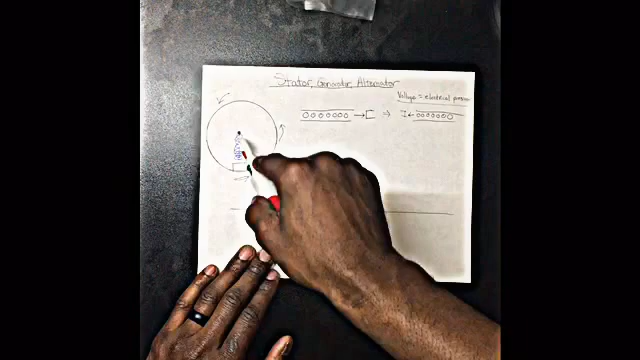 Stator, Generator, Alternator
Voltage = electrical pressure